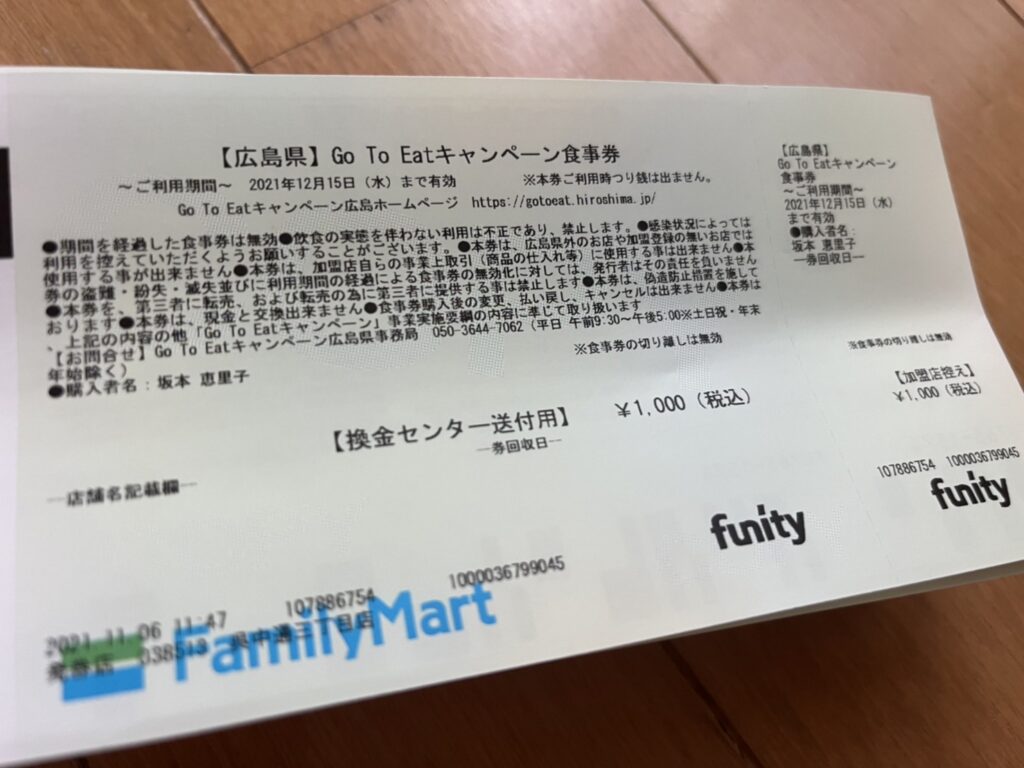 【広島県】Go To Eatキャンペーン食事券
～ご利用期間～ 2021年12月15日（水）まで有効 ※本券ご利用時つり銭は出ません。
Go To Eatキャンペーン広島ホームページ https://gotoeat.hiroshima.jp/
●期間を経過した食事券は無効●飲食の実態を伴わない利用は不正であり、禁止します。●感染状況によっては
利用を控えていただくようお願いすることがございます。●本券は、広島県外のお店や加盟登録の無いお店では
使用する事が出来ません●本券は、加盟店自らの事業上取引（商品の仕入れ等）に使用する事は出来ません●本
券の盗難・紛失・滅失並びに利用期間の経過による食事券の無効化に対しては、発行者はその責任を負いません
●本券を、第三者に転売、および転売の為に第三者に提供する事は禁止します●本券は、偽造防止措置を施して
おります●本券は、現金と交換出来ません●食事券購入後の変更、払い戻し、キャンセルは出来ません●本券は
、上記の内容の他「Go To Eatキャンペーン」事業実施要綱の内容に準じて取り扱います
【お問合せ】Go To Eatキャンペーン広島県事務局 050-3644-7062（平日 午前9:30～午後5:00※土日祝・年末
年始除く）
●購入者名：坂本 恵里子
※食事券の切り離しは無効
【換金センター送付用】 ￥1,000（税込）
―券回収日―
―店舗名記載欄―
funity
2021.11.06 11:47 107886754 1000036799045
発券店 038513 呉中通三丁目店
FamilyMart
【広島県】
Go To Eatキャンペーン
食事券
～ご利用期間～
2021年12月15日（水）
まで有効
●購入者名：
坂本 恵里子
―券回収日―
※食事券の切り離しは無効
【加盟店控え】
￥1,000（税込）
107886754 1000036799045
funity